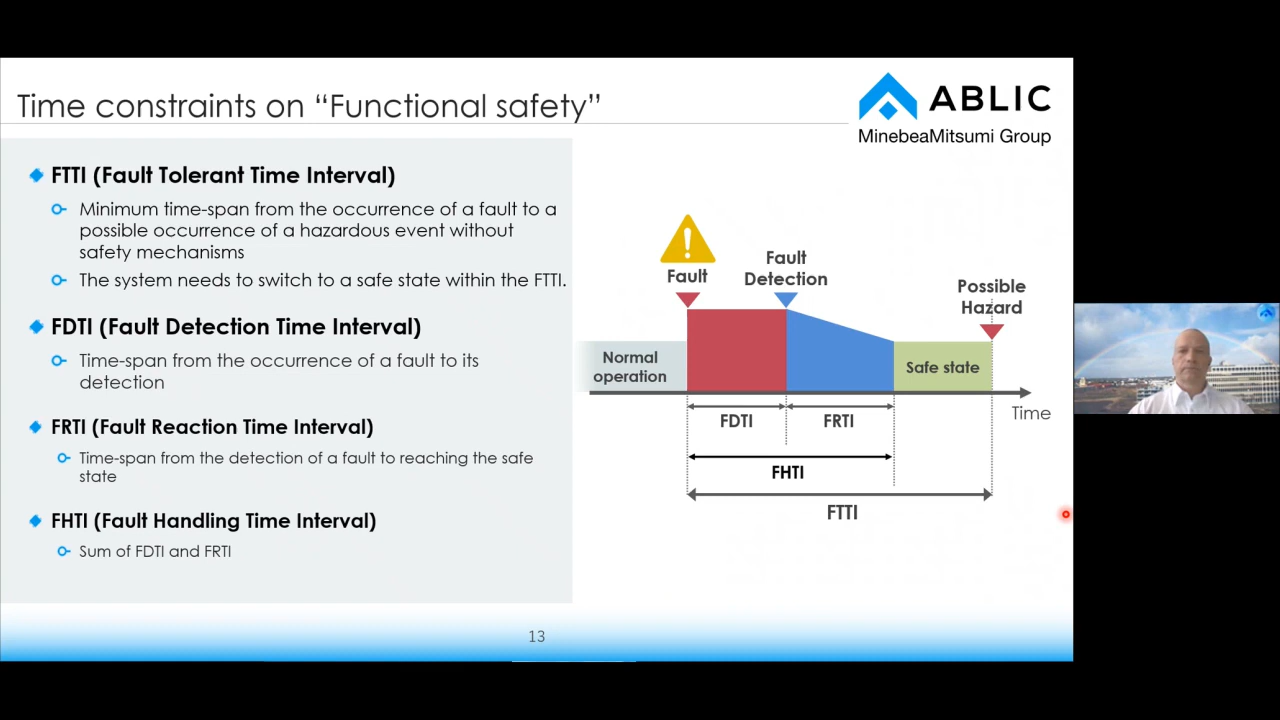 Time constraints on “Functional safety”
ABLIC
MinebeaMitsumi Group
FTTI (Fault Tolerant Time Interval)
Minimum time-span from the occurrence of a fault to a
possible occurrence of a hazardous event without
safety mechanisms
The system needs to switch to a safe state within the FTTI.
FDTI (Fault Detection Time Interval)
Time-span from the occurrence of a fault to its
detection
FRTI (Fault Reaction Time Interval)
Time-span from the detection of a fault to reaching the safe
state
FHTI (Fault Handling Time Interval)
Sum of FDTI and FRTI
Fault
Fault
Detection
Possible
Hazard
Normal
operation
Safe state
Time
FDTI
FRTI
FHTI
FTTI
13